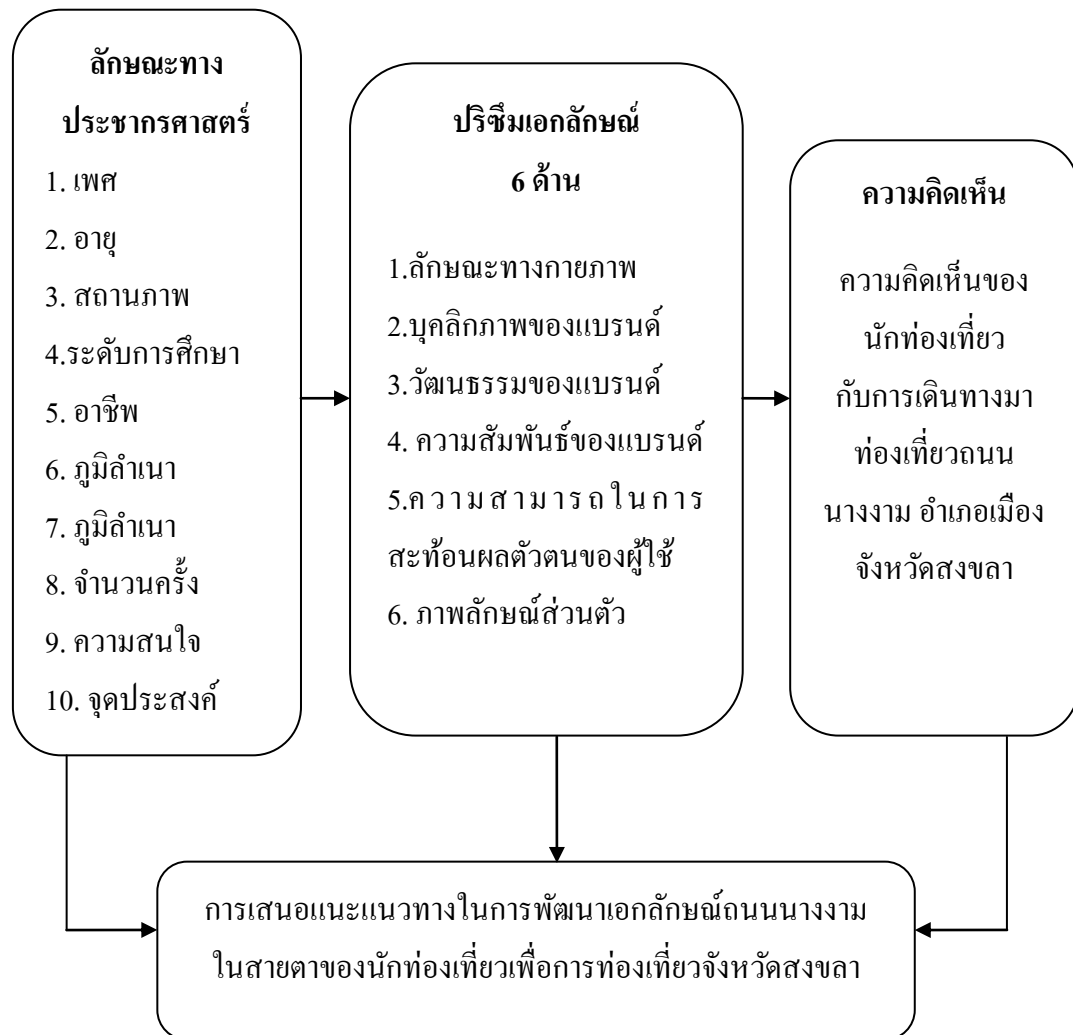 ลักษณะทาง
ประชากรศาสตร์
1. เพศ
2. อายุ
3. สถานภาพ
4.ระดับการศึกษา
5. อาชีพ
6. ภูมิลำเนา
7. ภูมิลำเนา
8. จำนวนครั้ง
9. ความสนใจ
10. จุดประสงค์
ปริซึมเอกลักษณ์
6 ด้าน
1.ลักษณะทางกายภาพ
2.บุคลิกภาพของแบรนด์
3.วัฒนธรรมของแบรนด์
4. ความสัมพันธ์ของแบรนด์
5.ความสามารถในการ
สะท้อนผลตัวตนของผู้ใช้
6. ภาพลักษณ์ส่วนตัว
ความคิดเห็น
ความคิดเห็นของ
นักท่องเที่ยว
กับการเดินทางมา
ท่องเที่ยวถนน
นางงาม อำเภอเมือง
จังหวัดสงขลา
การเสนอแนะแนวทางในการพัฒนาเอกลักษณ์ถนนนางงาม
ในสายตาของนักท่องเที่ยวเพื่อการท่องเที่ยวจังหวัดสงขลา